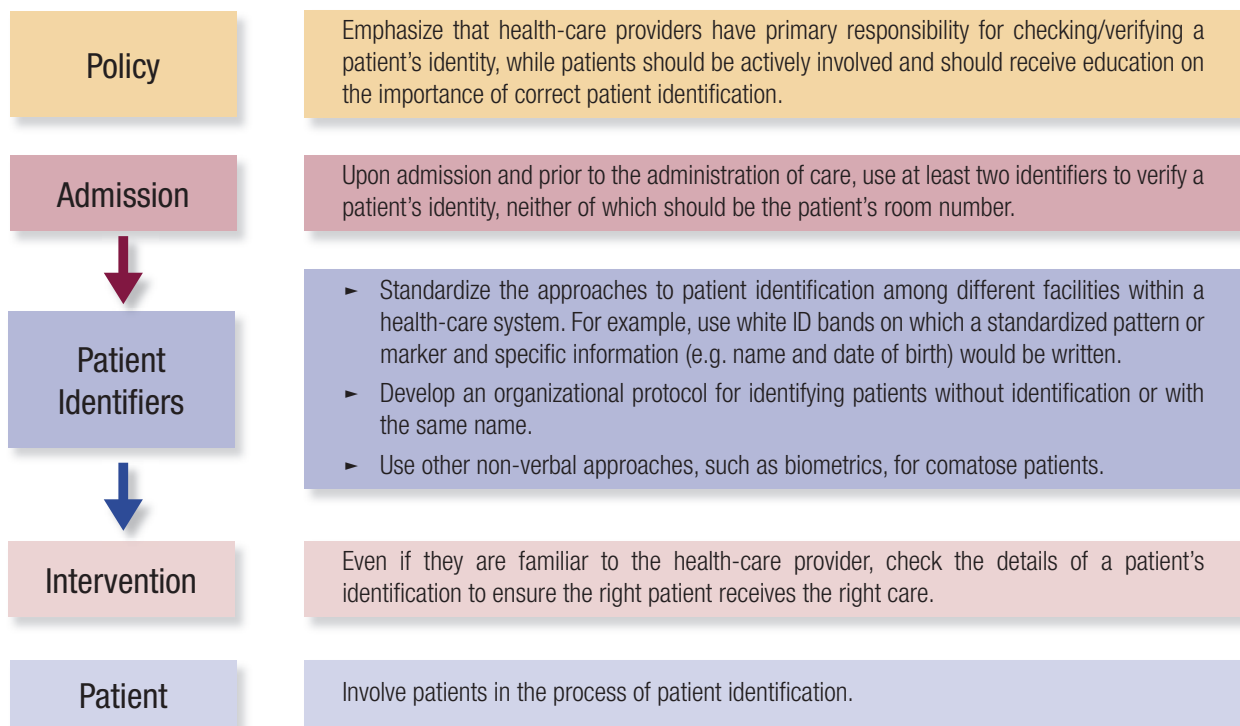 Policy
Emphasize that health-care providers have primary responsibility for checking/verifying a
patient’s identity, while patients should be actively involved and should receive education on
the importance of correct patient identification.
Admission
Upon admission and prior to the administration of care, use at least two identifiers to verify a
patient’s identity, neither of which should be the patient’s room number.
Patient
Identifiers
► Standardize the approaches to patient identification among different facilities within a
health-care system. For example, use white ID bands on which a standardized pattern or
marker and specific information (e.g. name and date of birth) would be written.
► Develop an organizational protocol for identifying patients without identification or with
the same name.
► Use other non-verbal approaches, such as biometrics, for comatose patients.
Intervention
Even if they are familiar to the health-care provider, check the details of a patient’s
identification to ensure the right patient receives the right care.
Patient
Involve patients in the process of patient identification.